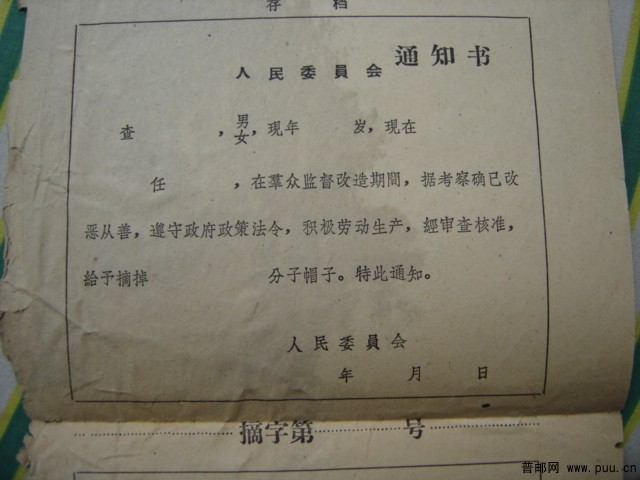 存 档
人民委員会 通知书
查 ，男女，現年 岁，現在
任 ，在羣众监督改造期間，据考察确已改
恶从善，遵守政府政策法令，积极劳动生产，經审查核准，
給予摘掉 分子帽子。特此通知。
人民委員会
年 月 日
摘字第 号
普邮网 www.puu.cn